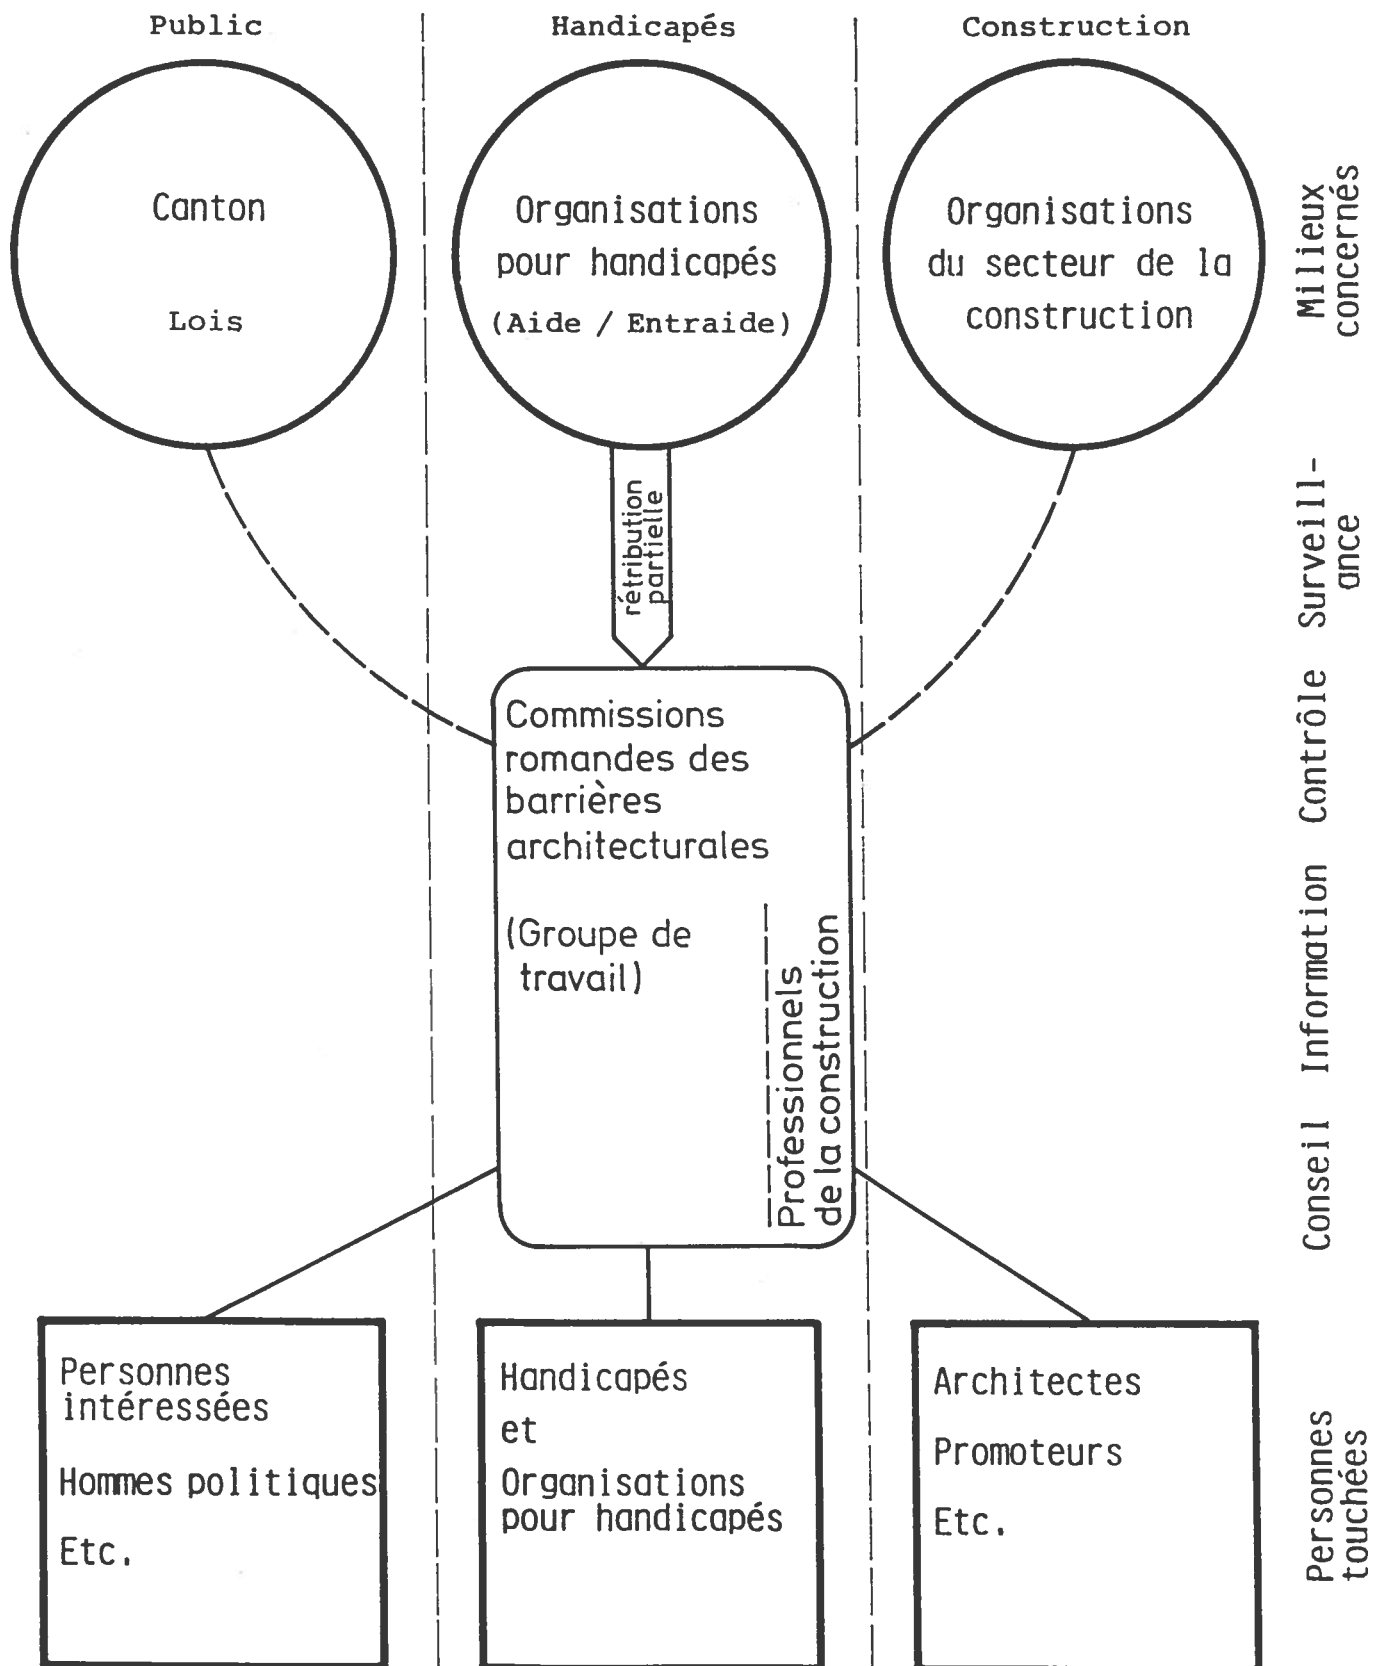 Public
Handicapés
Construction
Canton
Lois
Organisations
pour handicapés
(Aide / Entraide)
Organisations
du secteur de la
construction
Milieux
concernés
rétribution
partielle
Surveill-
ance
Contrôle
Information
Conseil
Commissions
romandes des
barrières
architecturales
(Groupe de
travail)
Professionnels
de la construction
Personnes
intéressées
Hommes politiques
Etc.
Handicapés
et
Organisations
pour handicapés
Architectes
Promoteurs
Etc.
Personnes
touchées